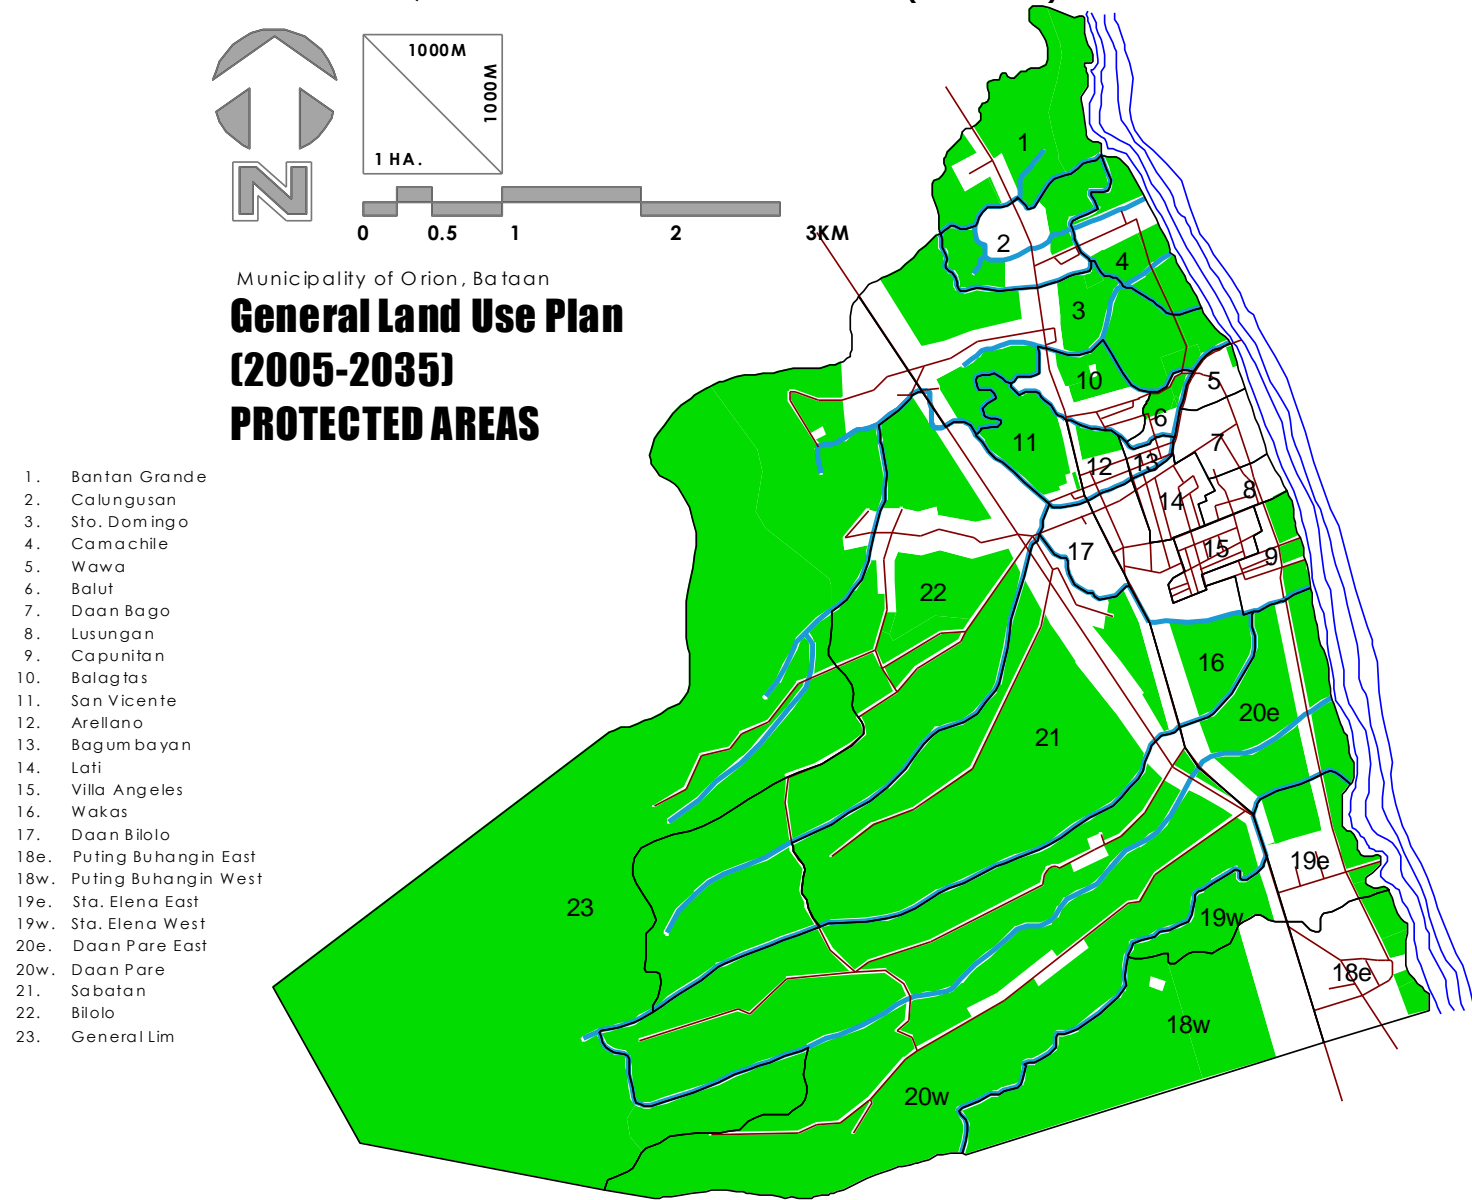 1000M
1000M
1 HA.
0 0.5 1 2 3KM
Municipality of Orion, Bataan
General Land Use Plan
(2005-2035)
PROTECTED AREAS
1. Bantan Grande
2. Calungusan
3. Sto. Domingo
4. Camachile
5. Wawa
6. Balut
7. Daan Bago
8. Lusungan
9. Capunitan
10. Balagtas
11. San Vicente
12. Arellano
13. Bagumbayan
14. Lati
15. Villa Angeles
16. Wakas
17. Daan Bilolo
18e. Puting Buhangin East
18w. Puting Buhangin West
19e. Sta. Elena East
19w. Sta. Elena West
20e. Daan Pare East
20w. Daan Pare
21. Sabatan
22. Bilolo
23. General Lim
1
2
4
3
10
5
6
11
7
12
13
8
14
17
15
9
22
16
20e
21
19e
23
19w
18e
18w
20w